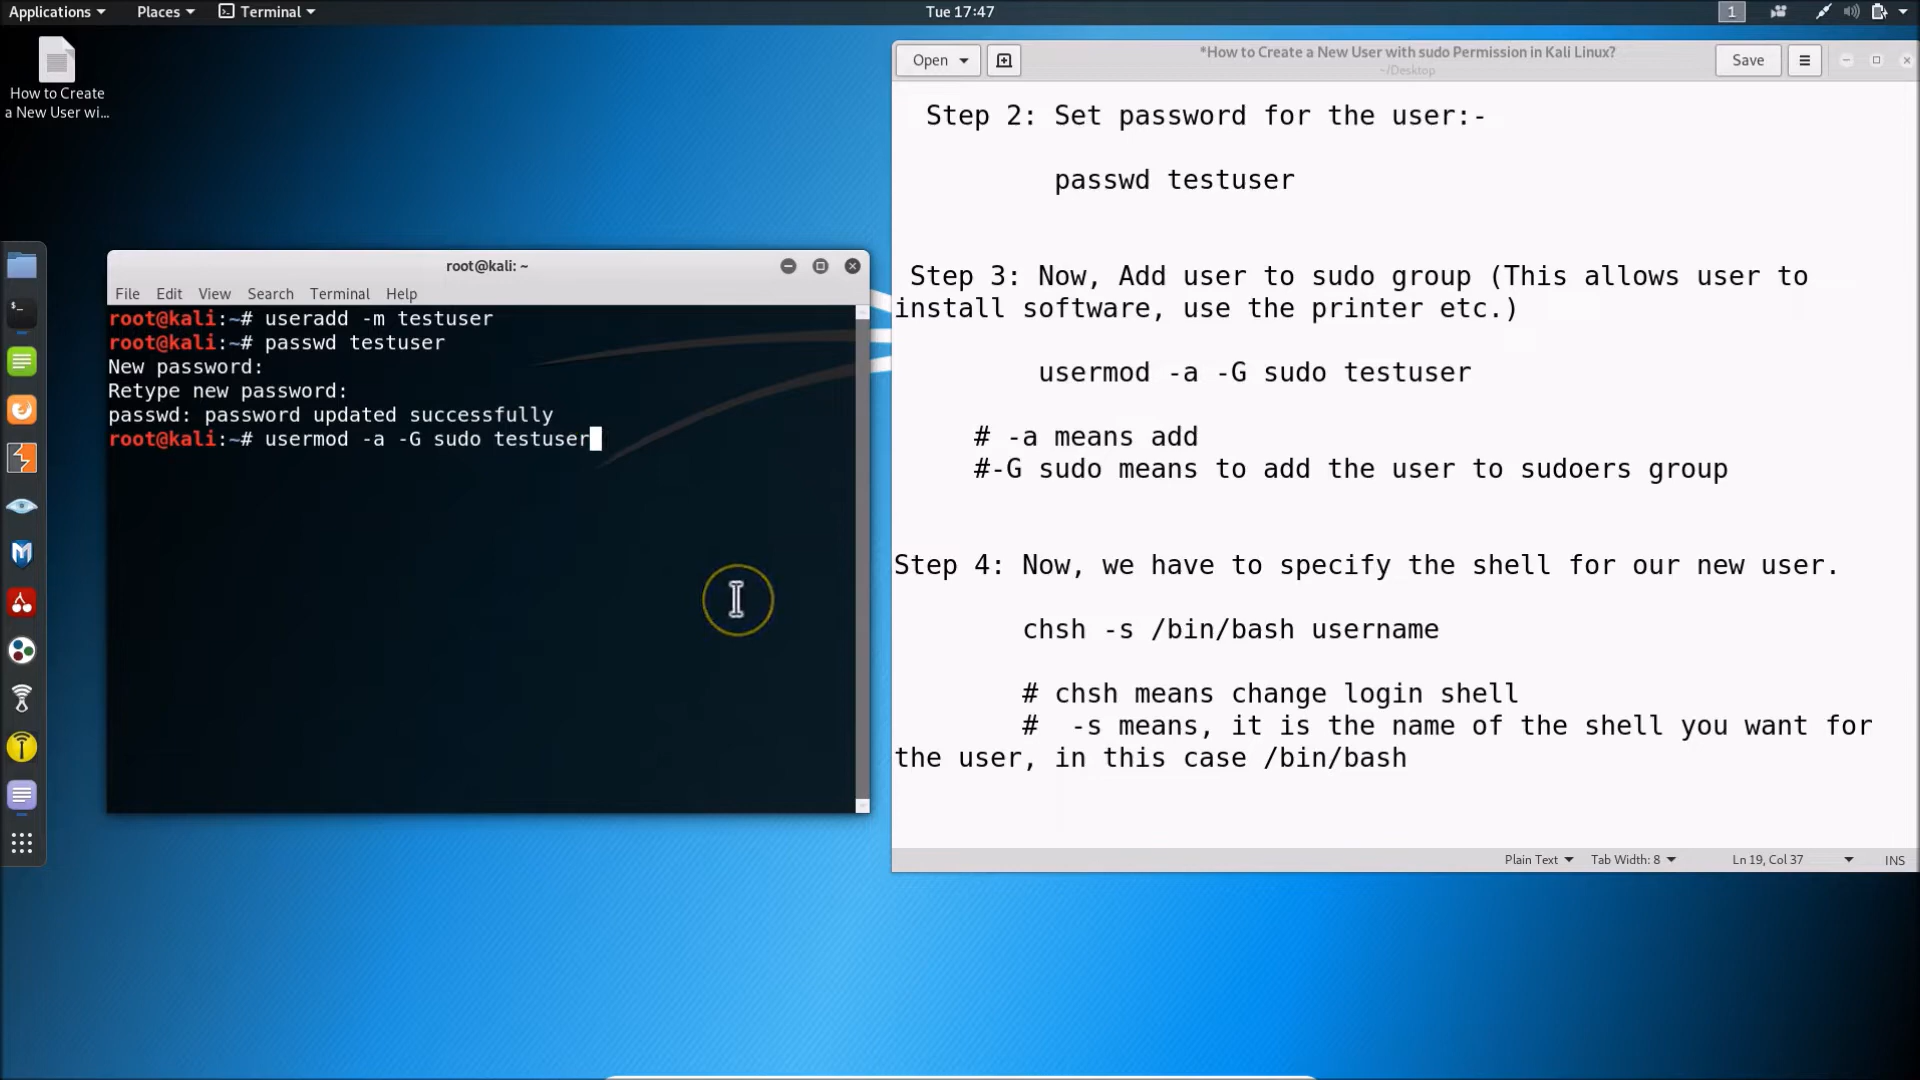 Applications
Places
Terminal
Tue 17:47
1
How to Create
a New User wi...
root@kali: ~
File Edit View Search Terminal Help
root@kali:~# useradd -m testuser
root@kali:~# passwd testuser
New password:
Retype new password:
passwd: password updated successfully
root@kali:~# usermod -a -G sudo testuser
Open
*How to Create a New User with sudo Permission in Kali Linux?
~/Desktop
Save
Step 2: Set password for the user:-
passwd testuser
Step 3: Now, Add user to sudo group (This allows user to
install software, use the printer etc.)
usermod -a -G sudo testuser
# -a means add
#-G sudo means to add the user to sudoers group
Step 4: Now, we have to specify the shell for our new user.
chsh -s /bin/bash username
# chsh means change login shell
#  -s means, it is the name of the shell you want for
the user, in this case /bin/bash
Plain Text
Tab Width: 8
Ln 19, Col 37
INS